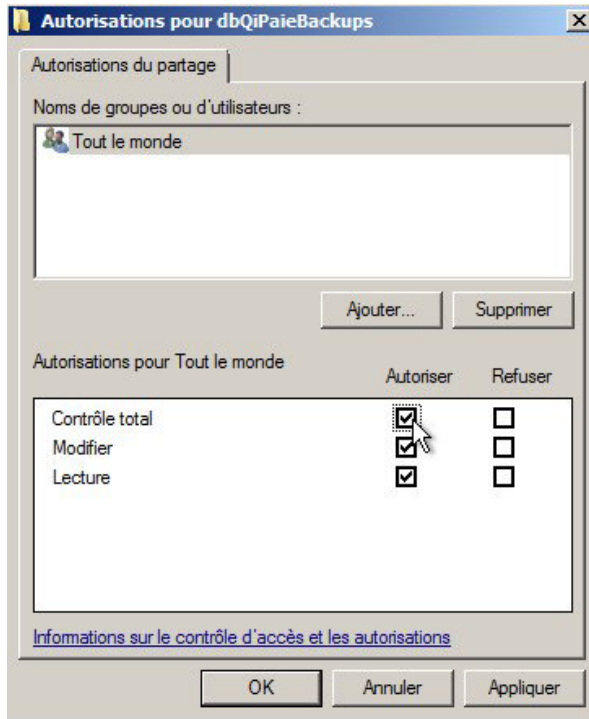 Autorisations pour dbQiPaieBackups
Autorisations du partage
Noms de groupes ou d'utilisateurs :
Tout le monde
Ajouter... Supprimer
Autorisations pour Tout le monde Autoriser Refuser
Contrôle total
Modifier
Lecture
Informations sur le contrôle d'accès et les autorisations
OK Annuler Appliquer